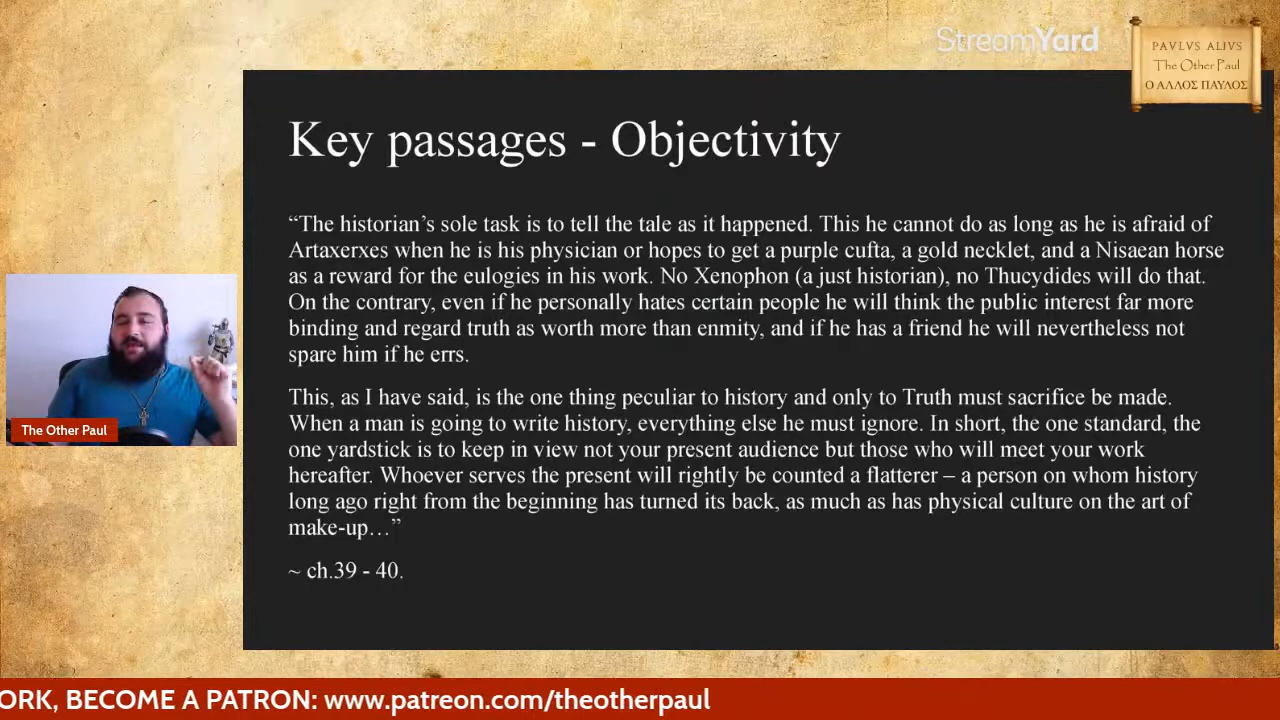 StreamYard
PAVLVS ALIVS
The Other Paul
Ο ΑΛΛΟΣ ΠΑΥΛΟΣ
Key passages - Objectivity
“The historian’s sole task is to tell the tale as it happened. This he cannot do as long as he is afraid of
Artaxerxes when he is his physician or hopes to get a purple cufta, a gold necklet, and a Nisaean horse
as a reward for the eulogies in his work. No Xenophon (a just historian), no Thucydides will do that.
On the contrary, even if he personally hates certain people he will think the public interest far more
binding and regard truth as worth more than enmity, and if he has a friend he will nevertheless not
spare him if he errs.
This, as I have said, is the one thing peculiar to history and only to Truth must sacrifice be made.
When a man is going to write history, everything else he must ignore. In short, the one standard, the
one yardstick is to keep in view not your present audience but those who will meet your work
hereafter. Whoever serves the present will rightly be counted a flatterer – a person on whom history
long ago right from the beginning has turned its back, as much as has physical culture on the art of
make-up…”
~ ch.39 - 40.
The Other Paul
ORK, BECOME A PATRON: www.patreon.com/theotherpaul